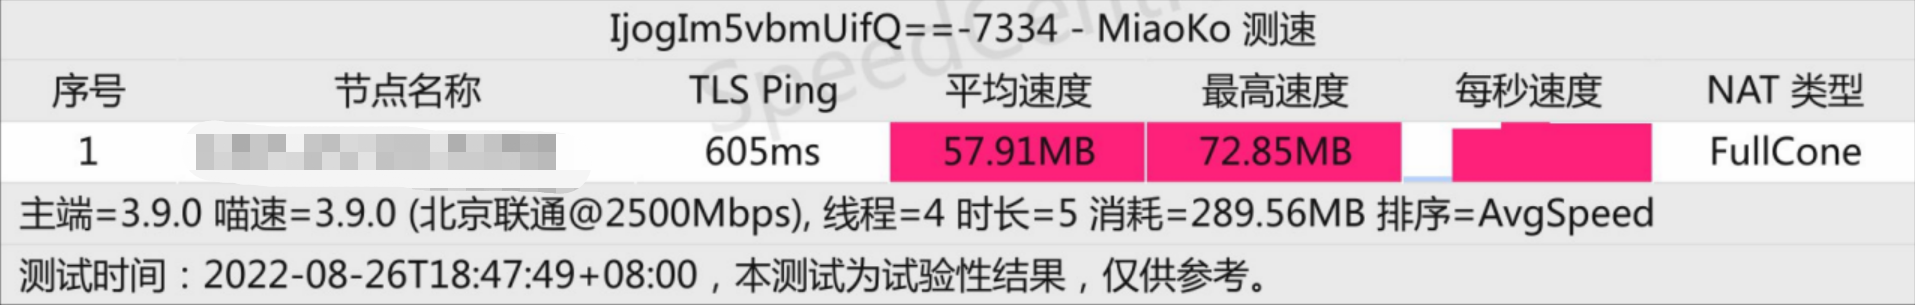 IjogIm5vbmUifQ==-7334 - MiaoKo 测速
序号 节点名称 TLS Ping 平均速度 最高速度 每秒速度 NAT 类型
1 605ms 57.91MB 72.85MB FullCone
主端=3.9.0 喵速=3.9.0 (北京联通@2500Mbps), 线程=4 时长=5 消耗=289.56MB 排序=AvgSpeed
测试时间：2022-08-26T18:47:49+08:00，本测试为试验性结果，仅供参考。